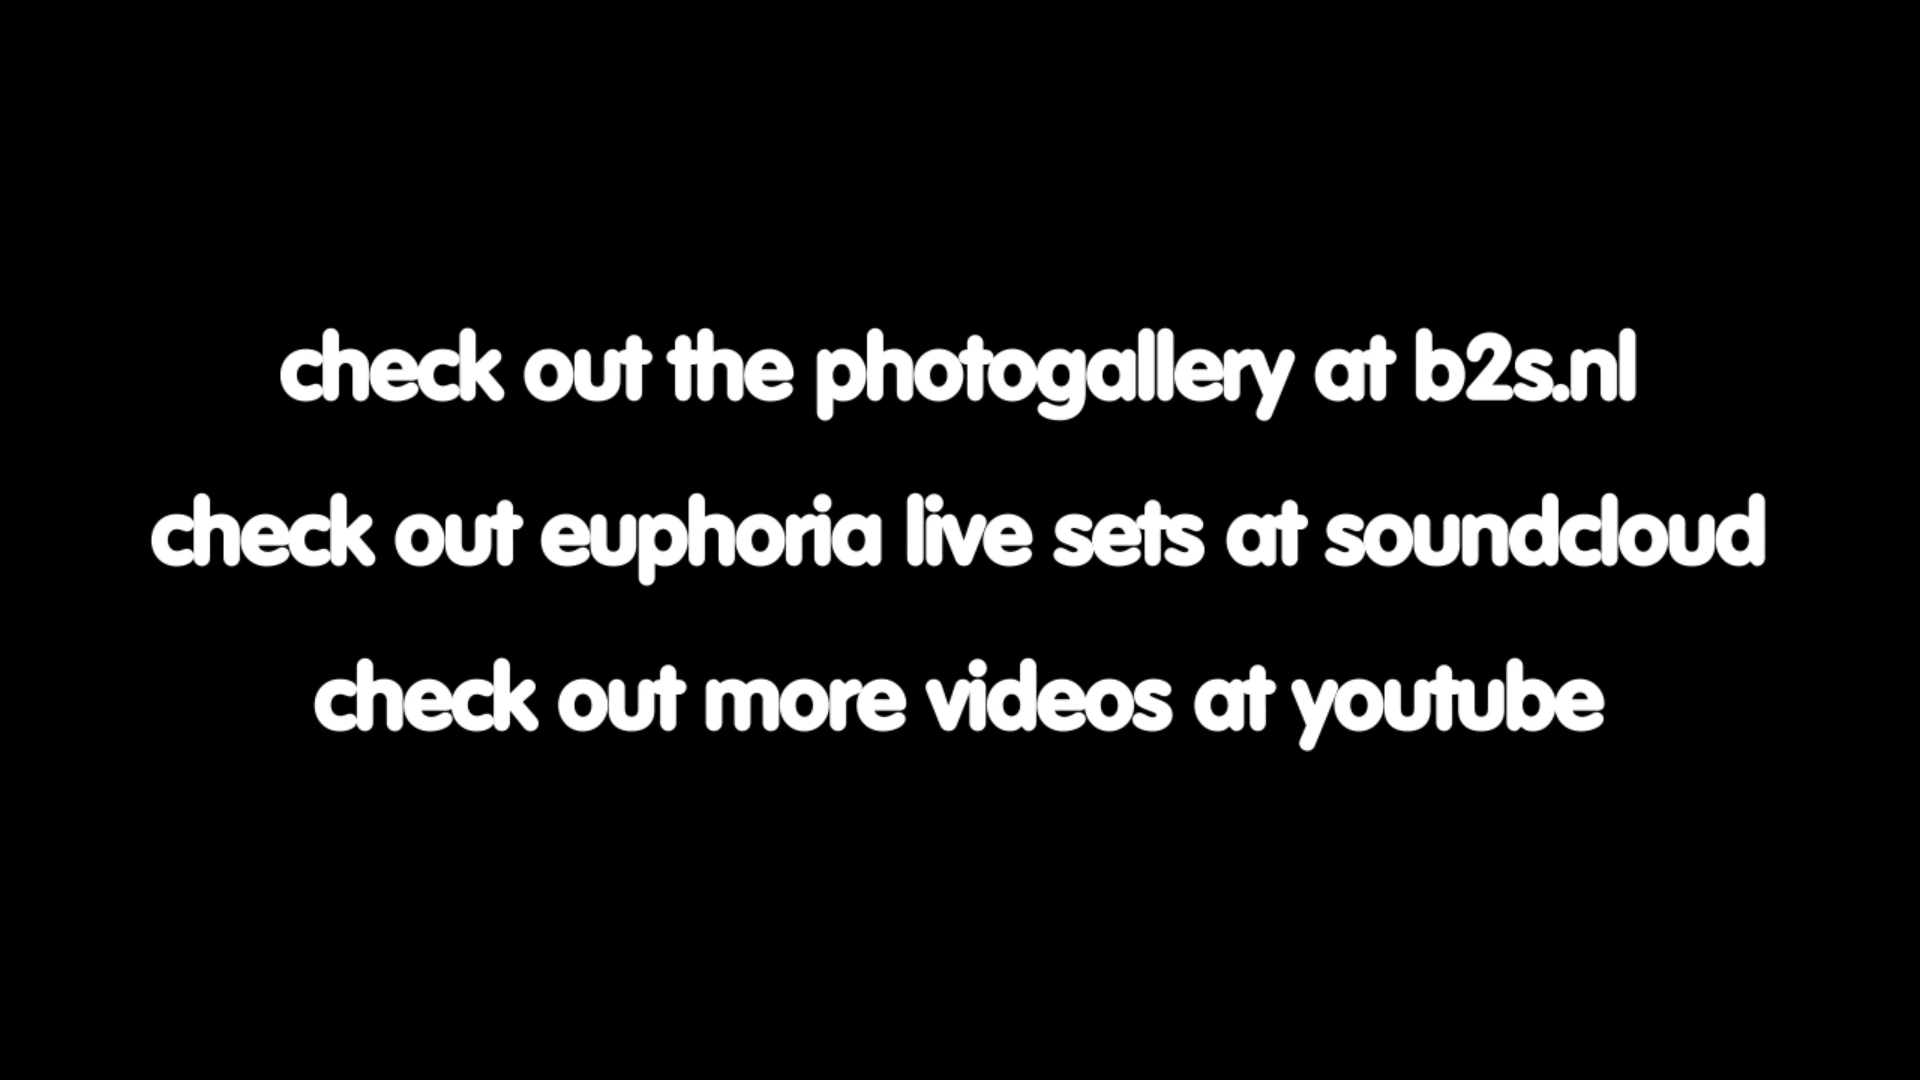 check out the photogallery at b2s.nl
check out euphoria live sets at soundcloud
check out more videos at youtube